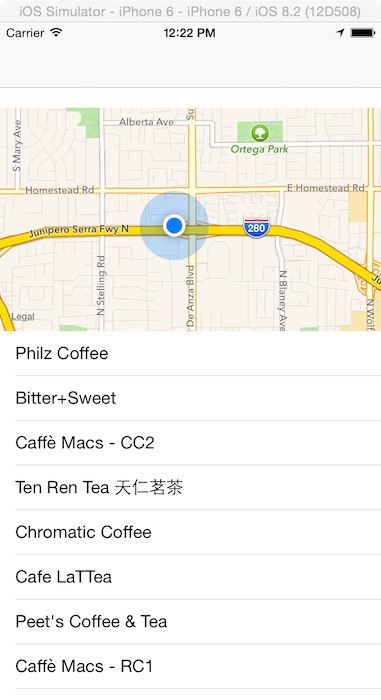 iOS Simulator - iPhone 6 - iPhone 6 / iOS 8.2 (12D508)
Carrier 12:22 PM
S Mary Ave
Alberta Ave
Su
Ortega Park
Homestead Rd
E Homestead Rd
Junipero Serra Fwy N
280
N Stelling Rd
De Anza Blvd
N Blaney Ave
N Wolf
Legal
Philz Coffee
Bitter+Sweet
Caffè Macs - CC2
Ten Ren Tea 天仁茗茶
Chromatic Coffee
Cafe LaTTea
Peet's Coffee & Tea
Caffè Macs - RC1